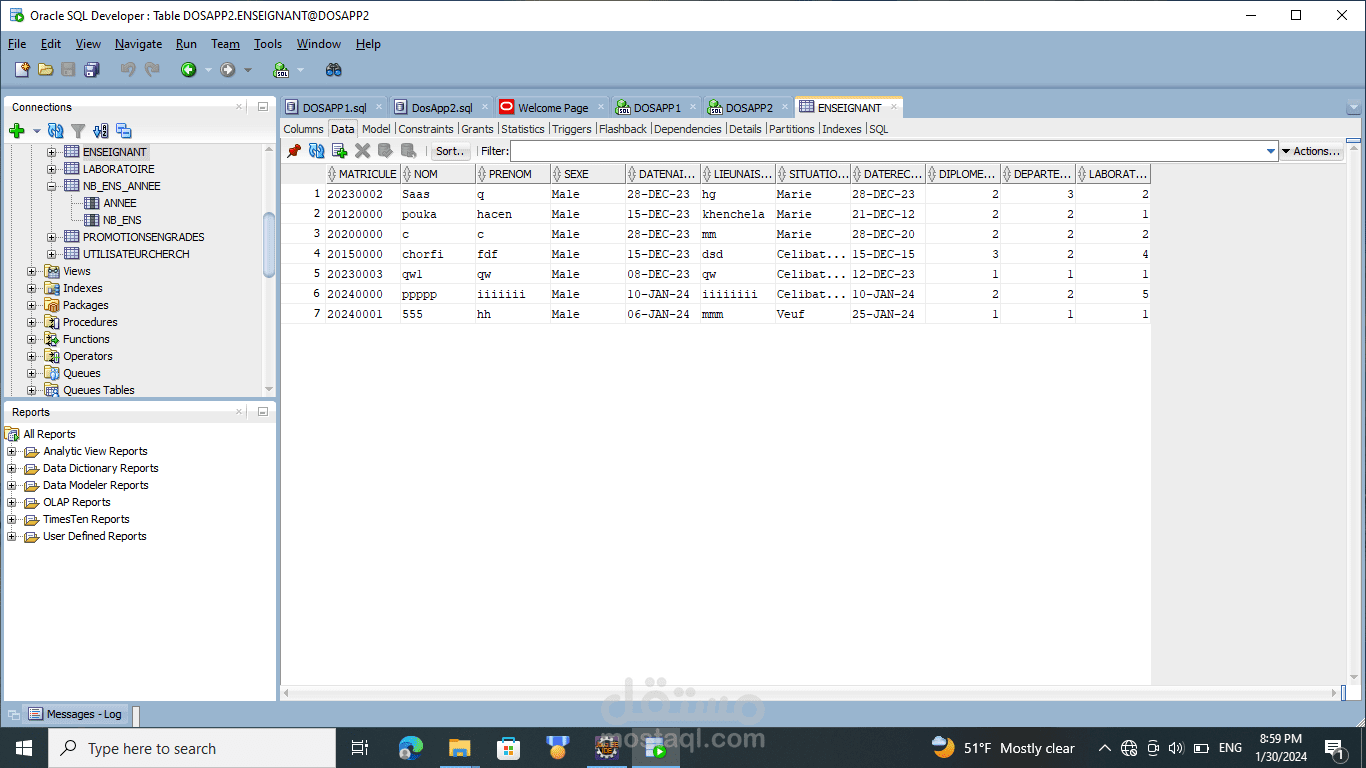 Oracle SQL Developer : Table DOSAPP2.ENSEIGNANT@DOSAPP2
File Edit View Navigate Run Team Tools Window Help
Connections
ENSEIGNANT
LABORATOIRE
NB_ENS_ANNEE
ANNEE
NB_ENS
PROMOTIONSENGRADES
UTILISATEURCHERCH
Views
Indexes
Packages
Procedures
Functions
Operators
Queues
Queues Tables
Reports
All Reports
Analytic View Reports
Data Dictionary Reports
Data Modeler Reports
OLAP Reports
TimesTen Reports
User Defined Reports
DOSAPP1.sql DosApp2.sql Welcome Page DOSAPP1 DOSAPP2 ENSEIGNANT
Columns Data Model Constraints Grants Statistics Triggers Flashback Dependencies Details Partitions Indexes SQL
Sort.. Filter: Actions...
MATRICULE NOM PRENOM SEXE DATENAI... LIEUNAIS... SITUATIO... DATEREC... DIPLOME... DEPARTE... LABORAT...
1 20230002 Saas q Male 28-DEC-23 hg Marie 28-DEC-23 2 3 2
2 20120000 pouka hacen Male 15-DEC-23 khenchela Marie 21-DEC-12 2 2 1
3 20200000 c c Male 28-DEC-23 mm Marie 28-DEC-20 2 2 2
4 20150000 chorfi fdf Male 15-DEC-23 dsd Celibat... 15-DEC-15 3 2 4
5 20230003 qwl qw Male 08-DEC-23 qw Celibat... 12-DEC-23 1 1 1
6 20240000 ppppp iiiiiii Male 10-JAN-24 iiiiiiii Celibat... 10-JAN-24 2 2 5
7 20240001 555 hh Male 06-JAN-24 mmm Veuf 25-JAN-24 1 1 1
Messages - Log
مستقل
mostaql.com
Type here to search
51°F Mostly clear
ENG
8:59 PM
1/30/2024
1